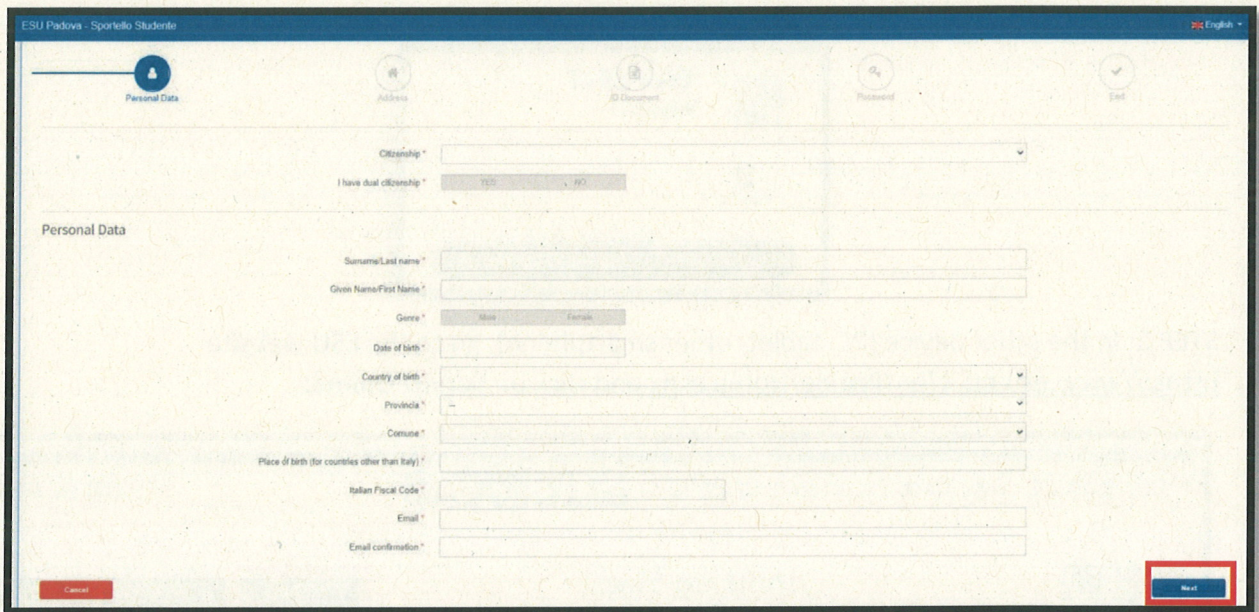 ESU Padova - Sportello Studente
English
Personal Data
Address
ID Document
Password
End
Citizenship *
I have dual citizenship * YES NO
Personal Data
Surname/Last name *
Given Name/First Name *
Genre * Male Female
Date of birth *
Country of birth *
Provincia * --
Comune *
Place of birth (for countries other than Italy) *
Italian Fiscal Code *
Email *
Email confirmation *
Cancel
Next